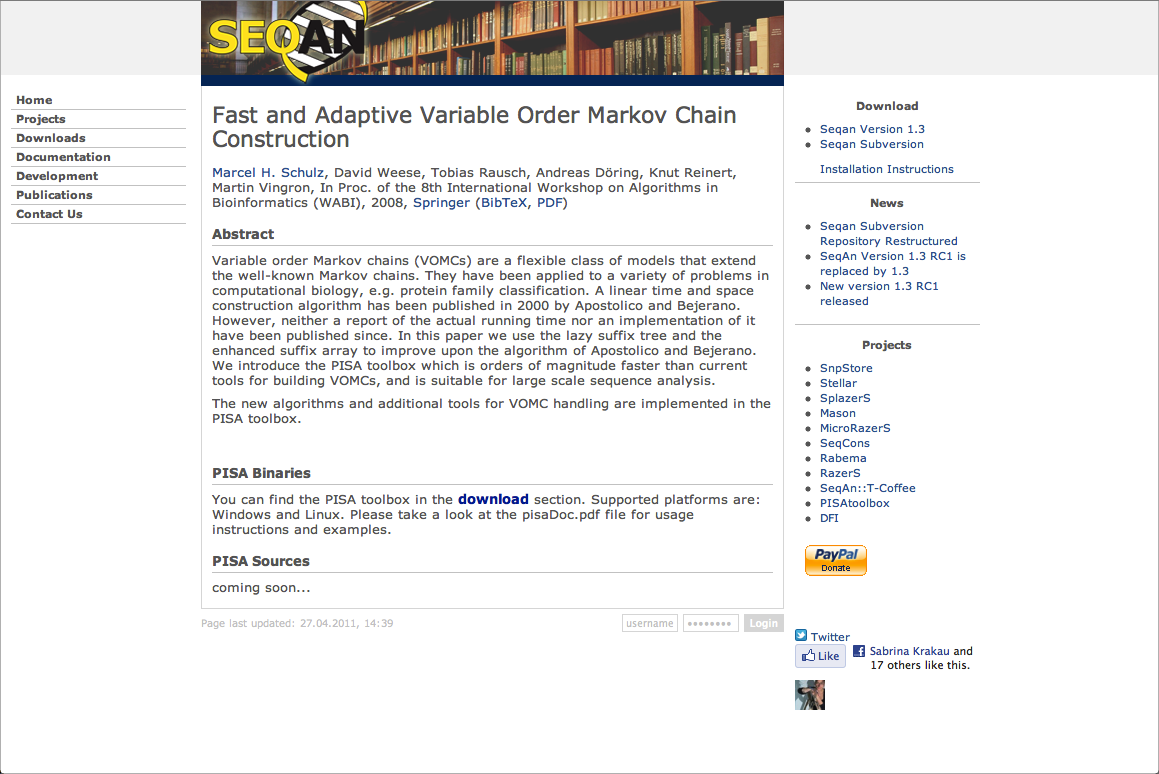 SEQAN
Home
Projects
Downloads
Documentation
Development
Publications
Contact Us
Fast and Adaptive Variable Order Markov Chain
Construction
Marcel H. Schulz, David Weese, Tobias Rausch, Andreas Döring, Knut Reinert,
Martin Vingron, In Proc. of the 8th International Workshop on Algorithms in
Bioinformatics (WABI), 2008, Springer (BibTeX, PDF)
Abstract
Variable order Markov chains (VOMCs) are a flexible class of models that extend
the well-known Markov chains. They have been applied to a variety of problems in
computational biology, e.g. protein family classification. A linear time and space
construction algorithm has been published in 2000 by Apostolico and Bejerano.
However, neither a report of the actual running time nor an implementation of it
have been published since. In this paper we use the lazy suffix tree and the
enhanced suffix array to improve upon the algorithm of Apostolico and Bejerano.
We introduce the PISA toolbox which is orders of magnitude faster than current
tools for building VOMCs, and is suitable for large scale sequence analysis.
The new algorithms and additional tools for VOMC handling are implemented in the
PISA toolbox.
PISA Binaries
You can find the PISA toolbox in the download section. Supported platforms are:
Windows and Linux. Please take a look at the pisaDoc.pdf file for usage
instructions and examples.
PISA Sources
coming soon...
Page last updated: 27.04.2011, 14:39
username
••••••••
Login
Download
Seqan Version 1.3
Seqan Subversion
Installation Instructions
News
Seqan Subversion
Repository Restructured
SeqAn Version 1.3 RC1 is
replaced by 1.3
New version 1.3 RC1
released
Projects
SnpStore
Stellar
SplazerS
Mason
MicroRazerS
SeqCons
Rabema
RazerS
SeqAn::T-Coffee
PISAtoolbox
DFI
PayPal
Donate
Twitter
Like
Sabrina Krakau and
17 others like this.